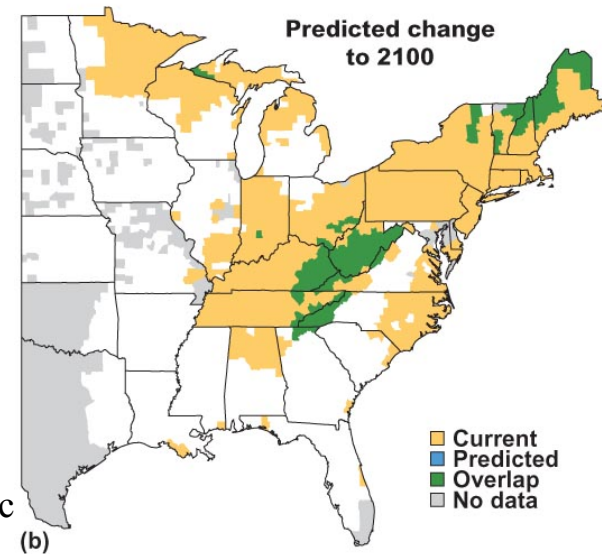 Predicted change
to 2100
Current
Predicted
Overlap
No data
c
(b)